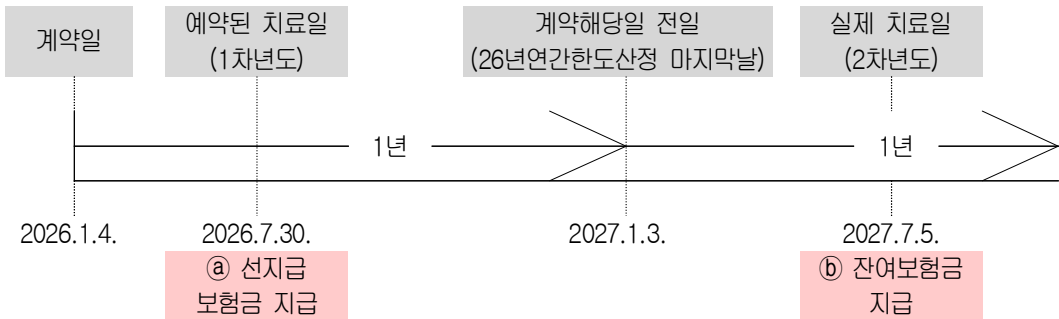 계약일
예약된 치료일
(1차년도)
계약해당일 전일
(26년연간한도산정 마지막날)
실제 치료일
(2차년도)
1년
1년
2026.1.4.
2026.7.30.
2027.1.3.
2027.7.5.
ⓐ 선지급
보험금 지급
ⓑ 잔여보험금
지급